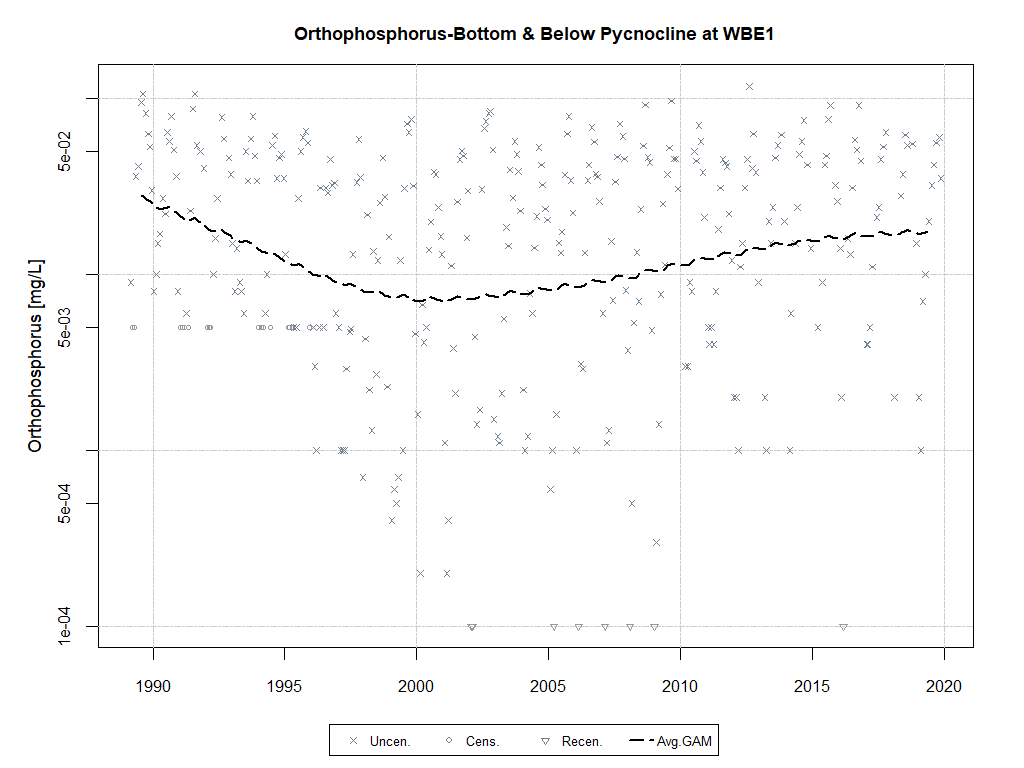 Orthophosphorus-Bottom & Below Pycnocline at WBE1
Orthophosphorus [mg/L]
5e-02
5e-03
5e-04
1e-04
1990 1995 2000 2005 2010 2015 2020
Uncen. Cens. Recen. Avg.GAM